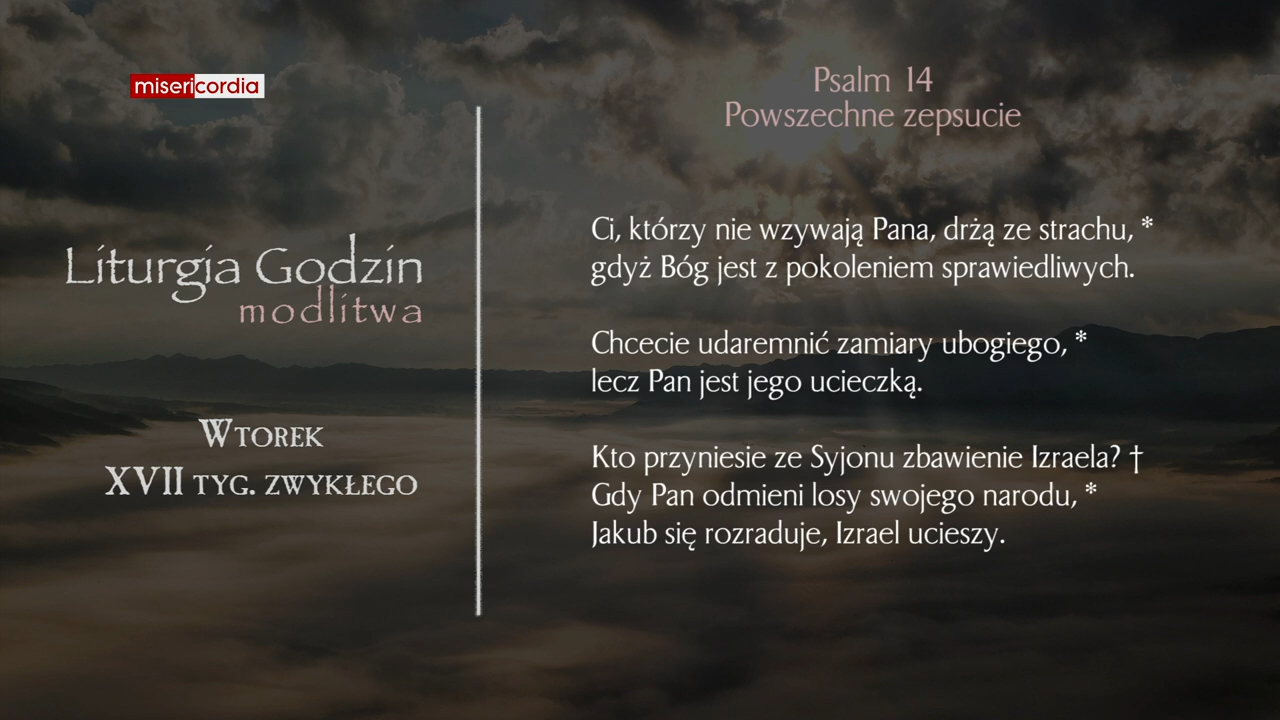 misericordia
Liturgia Godzin
modlitwa
Wtorek
XVII tyg. zwykłego
Psalm 14
Powszechne zepsucie
Ci, którzy nie wzywają Pana, drżą ze strachu, *
gdyż Bóg jest z pokoleniem sprawiedliwych.
Chcecie udaremnić zamiary ubogiego, *
lecz Pan jest jego ucieczką.
Kto przyniesie ze Syjonu zbawienie Izraela? †
Gdy Pan odmieni losy swojego narodu, *
Jakub się rozraduje, Izrael ucieszy.